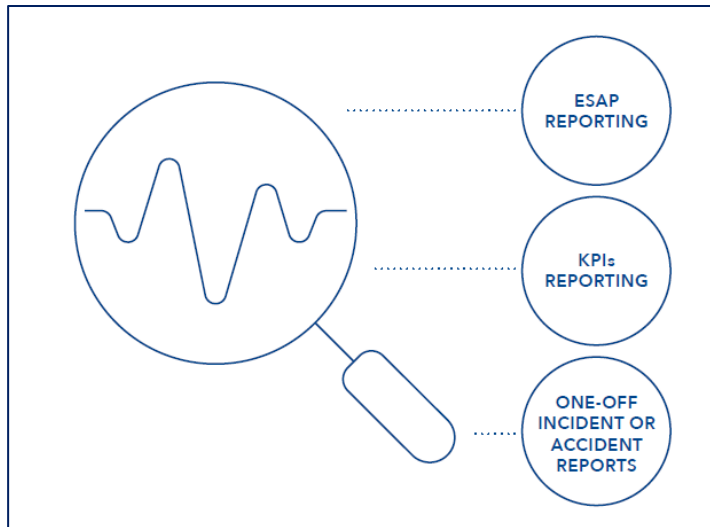 ESAP
REPORTING
KPIs
REPORTING
ONE-OFF
INCIDENT OR
ACCIDENT
REPORTS